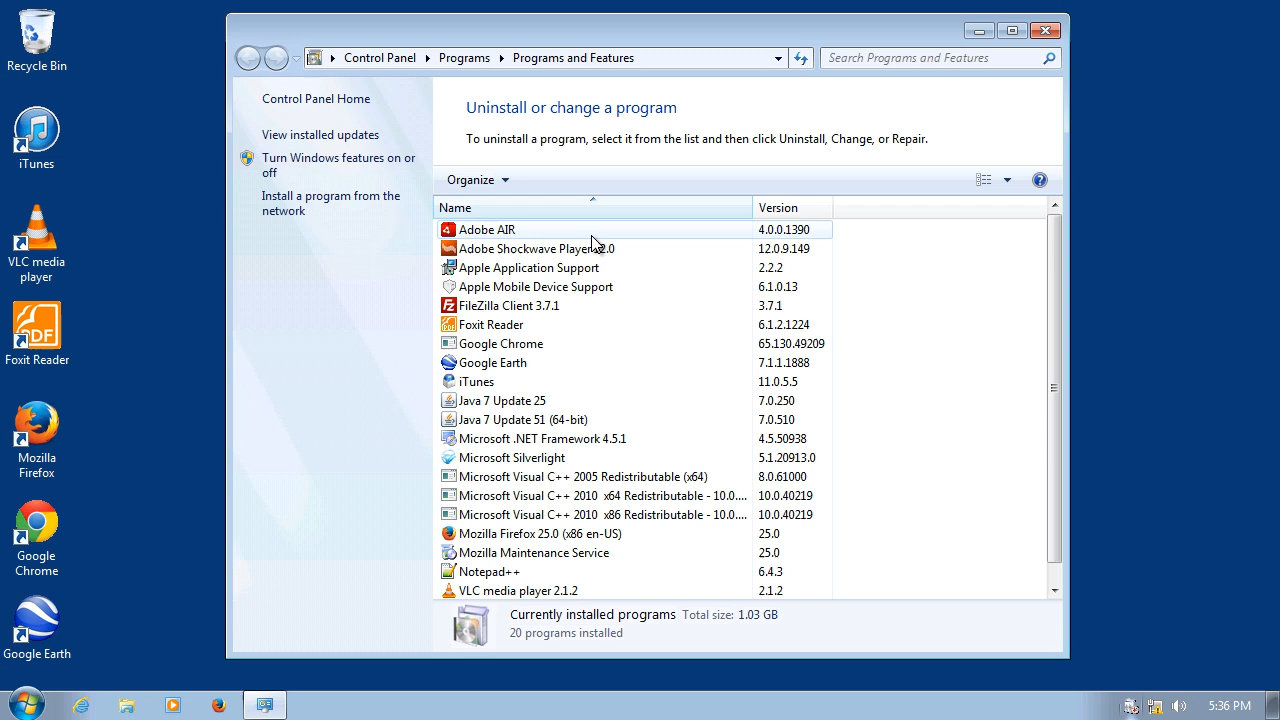 Recycle Bin
iTunes
VLC media
player
PDF
Foxit Reader
Mozilla
Firefox
Google
Chrome
Google Earth
Control Panel Programs Programs and Features
Search Programs and Features
Control Panel Home
View installed updates
Turn Windows features on or
off
Install a program from the
network
Uninstall or change a program
To uninstall a program, select it from the list and then click Uninstall, Change, or Repair.
Organize
Name Version
Adobe AIR 4.0.0.1390
Adobe Shockwave Player 2.0 12.0.9.149
Apple Application Support 2.2.2
Apple Mobile Device Support 6.1.0.13
FileZilla Client 3.7.1 3.7.1
Foxit Reader 6.1.2.1224
Google Chrome 65.130.49209
Google Earth 7.1.1.1888
iTunes 11.0.5.5
Java 7 Update 25 7.0.250
Java 7 Update 51 (64-bit) 7.0.510
Microsoft .NET Framework 4.5.1 4.5.50938
Microsoft Silverlight 5.1.20913.0
Microsoft Visual C++ 2005 Redistributable (x64) 8.0.61000
Microsoft Visual C++ 2010 x64 Redistributable - 10.0.... 10.0.40219
Microsoft Visual C++ 2010 x86 Redistributable - 10.0.... 10.0.40219
Mozilla Firefox 25.0 (x86 en-US) 25.0
Mozilla Maintenance Service 25.0
Notepad++ 6.4.3
VLC media player 2.1.2 2.1.2
Currently installed programs Total size: 1.03 GB
20 programs installed
5:36 PM